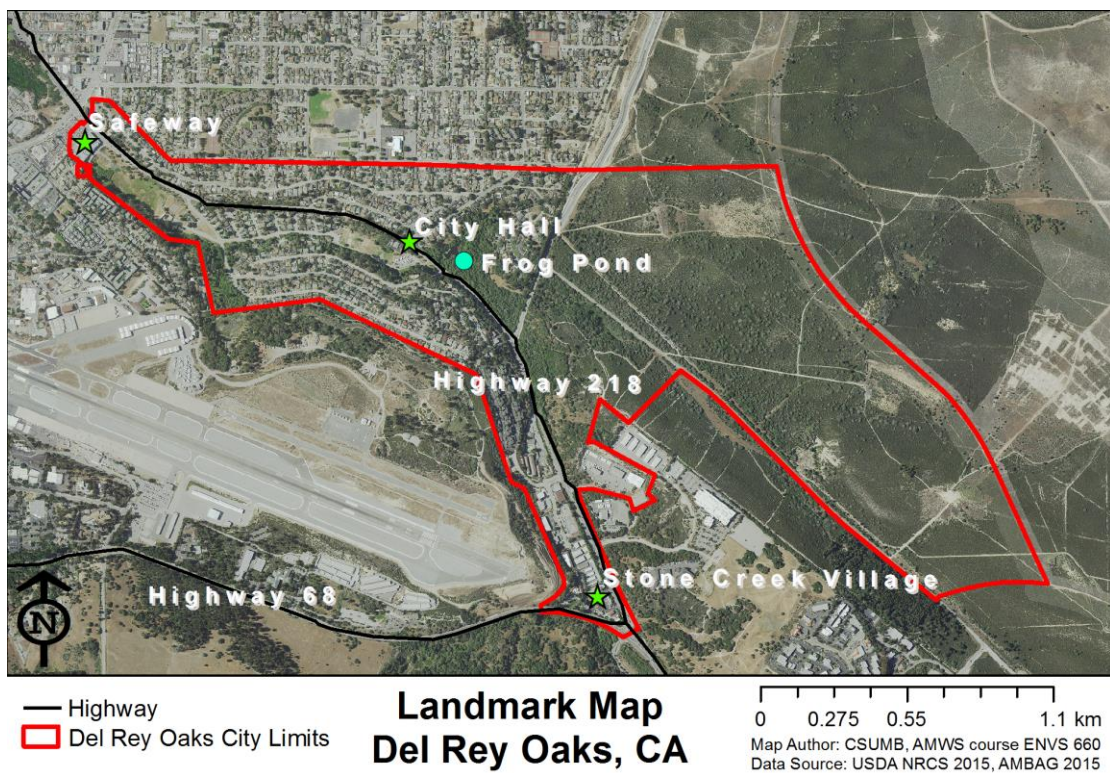 Safeway
City Hall
Frog Pond
Highway 218
Stone Creek Village
Highway 68
N
Highway
Del Rey Oaks City Limits
Landmark Map
Del Rey Oaks, CA
0 0.275 0.55 1.1 km
Map Author: CSUMB, AMWS course ENVS 660
Data Source: USDA NRCS 2015, AMBAG 2015